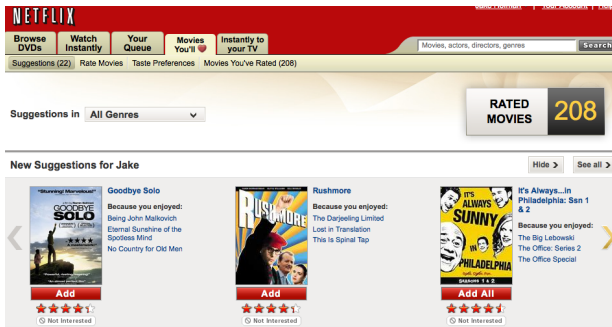 NETFLIX
Your Account
Browse DVDs
Watch Instantly
Your Queue
Movies You'll
Instantly to your TV
Movies, actors, directors, genres
Search
Suggestions (22) Rate Movies Taste Preferences Movies You've Rated (208)
Suggestions in All Genres
RATED MOVIES 208
New Suggestions for Jake
Hide
See all
"Stunning! Marvelous!"
GOODBYE
SOLO
Goodbye Solo
Because you enjoyed:
Being John Malkovich
Eternal Sunshine of the
Spotless Mind
No Country for Old Men
Add
Not Interested
RUSHMORE
Rushmore
Because you enjoyed:
The Darjeeling Limited
Lost in Translation
This Is Spinal Tap
Add
Not Interested
IT'S
ALWAYS
SUNNY
IN
PHILADELPHIA
SEASONS 1 & 2
It's Always...in
Philadelphia: Ssn 1
& 2
Because you enjoyed:
The Big Lebowski
The Office: Series 2
The Office Special
Add All
Not Interested